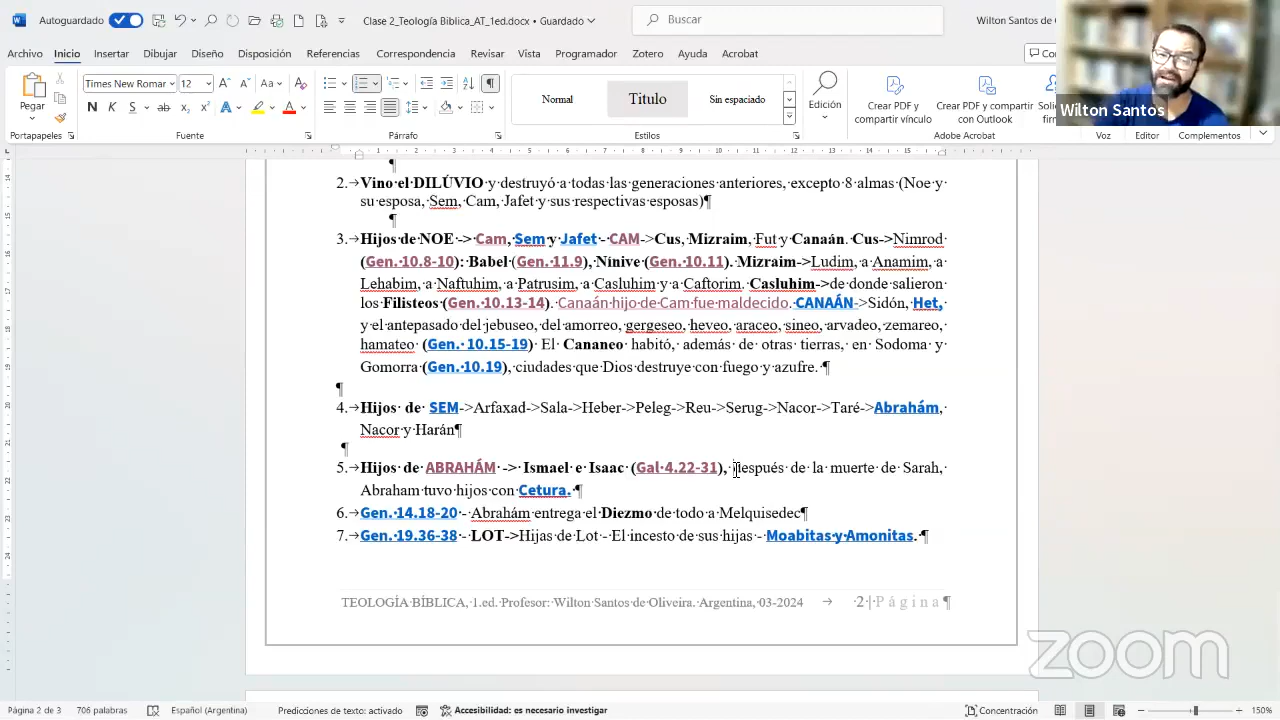 Autoguardado
Clase 2_Teología Bíblica_AT_1ed.docx • Guardado
Buscar
Wilton Santos de
Archivo Inicio Insertar Dibujar Diseño Disposición Referencias Correspondencia Revisar Vista Programador Zotero Ayuda Acrobat
Times New Romar 12
Pegar
Normal Titulo Sin espaciado
Edición
Crear PDF y compartir vínculo
Crear PDF y compartir con Outlook
Portapapeles Fuente Párrafo Estilos Adobe Acrobat Voz Editor Complementos
Wilton Santos
2. Vino el DILÚVIO y destruyó a todas las generaciones anteriores, excepto 8 almas (Noe y
su esposa, Sem, Cam, Jafet y sus respectivas esposas)¶
3. Hijos de NOE -> Cam, Sem y Jafet - CAM->Cus, Mizraim, Fut y Canaán. Cus->Nimrod
(Gen. 10.8-10): Babel (Gen. 11.9), Nínive (Gen. 10.11). Mizraim->Ludim, a Anamim, a
Lehabim, a Naftuhim, a Patrusim, a Casluhim y a Caftorim. Casluhim->de donde salieron
los Filisteos (Gen. 10.13-14). Canaán hijo de Cam fue maldecido. CANAÁN->Sidón, Het,
y el antepasado del jebuseo, del amorreo, gergeseo, heveo, araceo, sineo, arvadeo, zemareo,
hamateo (Gen. 10.15-19) El Cananeo habitó, además de otras tierras, en Sodoma y
Gomorra (Gen. 10.19), ciudades que Dios destruye con fuego y azufre. ¶
4. Hijos de SEM->Arfaxad->Sala->Heber->Peleg->Reu->Serug->Nacor->Taré->Abrahám,
Nacor y Harán¶
5. Hijos de ABRAHÁM -> Ismael e Isaac (Gal 4.22-31), después de la muerte de Sarah,
Abraham tuvo hijos con Cetura. ¶
6. Gen. 14.18-20 - Abrahám entrega el Diezmo de todo a Melquisedec¶
7. Gen. 19.36-38 - LOT->Hijas de Lot - El incesto de sus hijas - Moabitas y Amonitas. ¶
TEOLOGÍA BÍBLICA, 1.ed. Profesor: Wilton Santos de Oliveira. Argentina, 03-2024 → 2 | Página¶
zoom
Página 2 de 3 706 palabras Español (Argentina) Predicciones de texto: activado Accesibilidad: es necesario investigar Concentración 150%